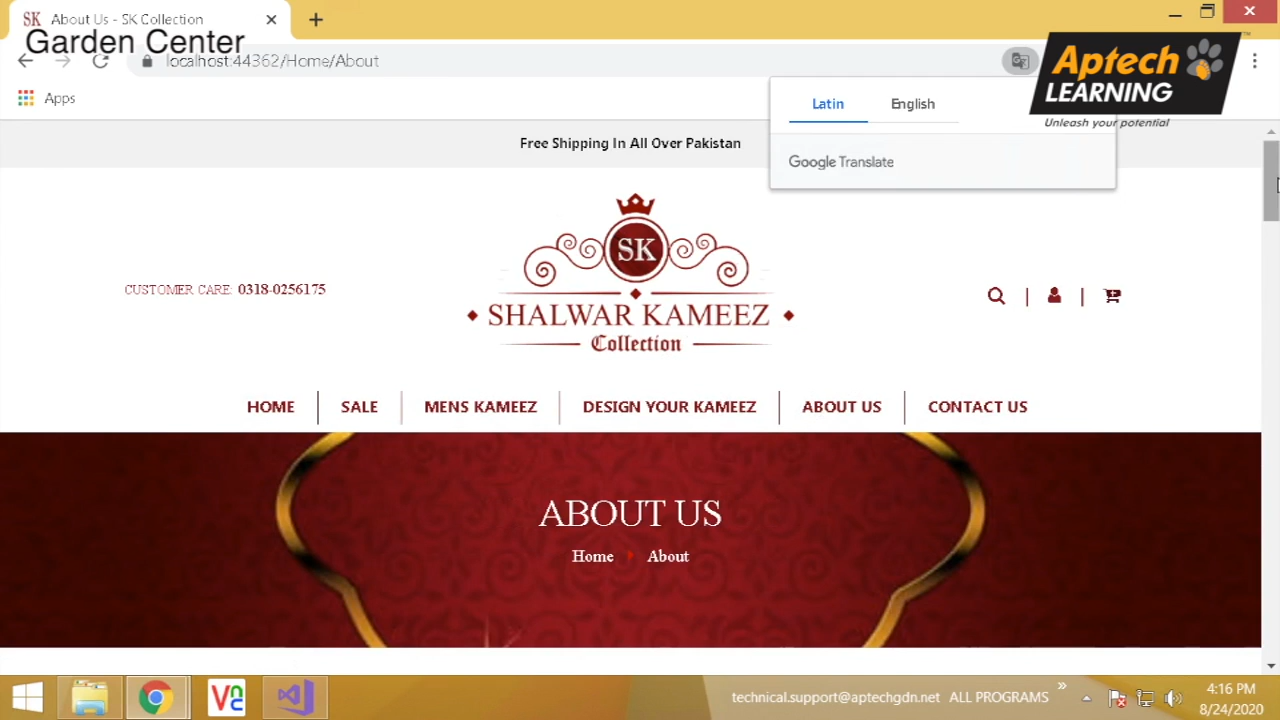 SK About Us - SK Collection
Garden Center
localhost:44362/Home/About
Aptech
LEARNING
Unleash your potential
Apps
Latin English
Google Translate
Free Shipping In All Over Pakistan
SK
SHALWAR KAMEEZ
Collection
CUSTOMER CARE: 0318-0256175
HOME SALE MENS KAMEEZ DESIGN YOUR KAMEEZ ABOUT US CONTACT US
ABOUT US
Home About
technical.support@aptechgdn.net ALL PROGRAMS
4:16 PM
8/24/2020